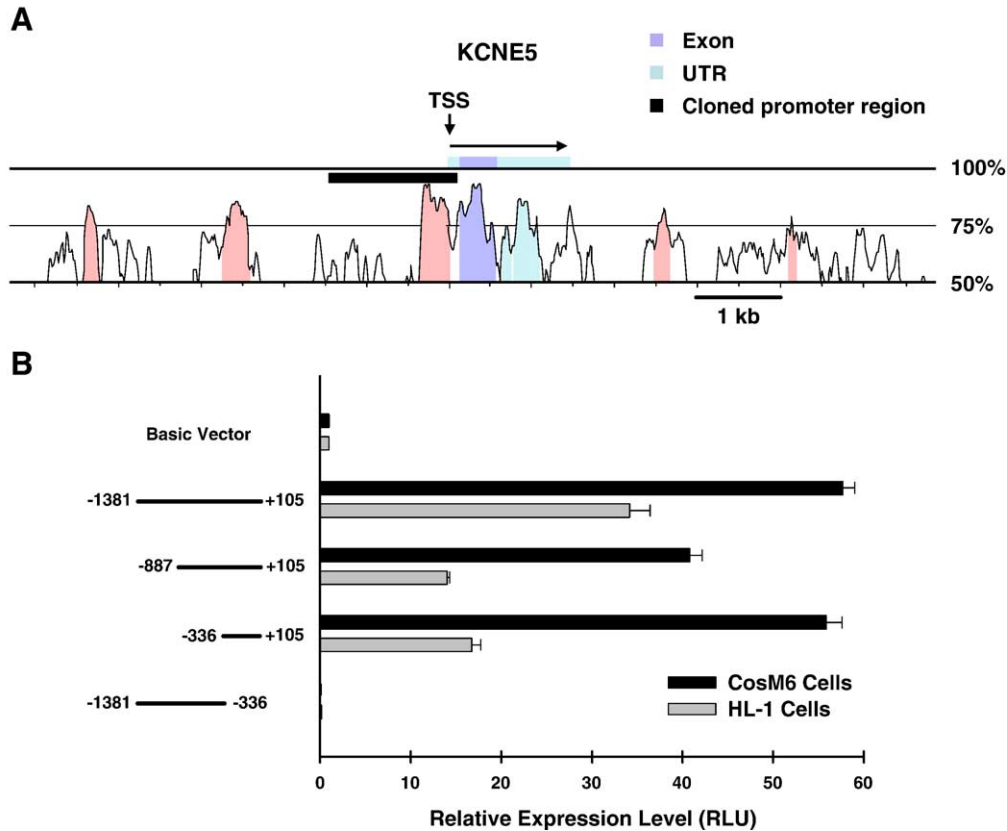 A
KCNE5
Exon
UTR
Cloned promoter region
TSS
100%
75%
50%
1 kb
B
Basic Vector
-1381 +105
-887 +105
-336 +105
-1381 -336
CosM6 Cells
HL-1 Cells
0 10 20 30 40 50 60
Relative Expression Level (RLU)